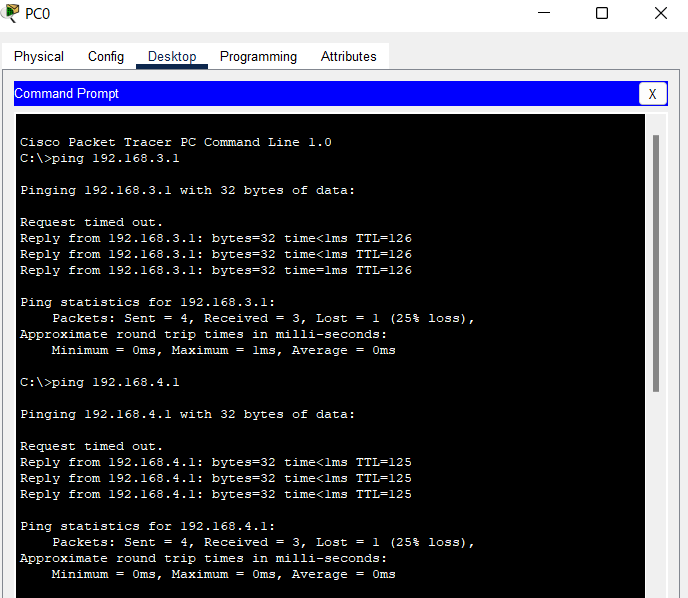 PC0
Physical Config Desktop Programming Attributes
Command Prompt
X
Cisco Packet Tracer PC Command Line 1.0
C:\>ping 192.168.3.1
Pinging 192.168.3.1 with 32 bytes of data:
Request timed out.
Reply from 192.168.3.1: bytes=32 time<1ms TTL=126
Reply from 192.168.3.1: bytes=32 time<1ms TTL=126
Reply from 192.168.3.1: bytes=32 time=1ms TTL=126
Ping statistics for 192.168.3.1:
    Packets: Sent = 4, Received = 3, Lost = 1 (25% loss),
Approximate round trip times in milli-seconds:
    Minimum = 0ms, Maximum = 1ms, Average = 0ms
C:\>ping 192.168.4.1
Pinging 192.168.4.1 with 32 bytes of data:
Request timed out.
Reply from 192.168.4.1: bytes=32 time<1ms TTL=125
Reply from 192.168.4.1: bytes=32 time<1ms TTL=125
Reply from 192.168.4.1: bytes=32 time<1ms TTL=125
Ping statistics for 192.168.4.1:
    Packets: Sent = 4, Received = 3, Lost = 1 (25% loss),
Approximate round trip times in milli-seconds:
    Minimum = 0ms, Maximum = 0ms, Average = 0ms